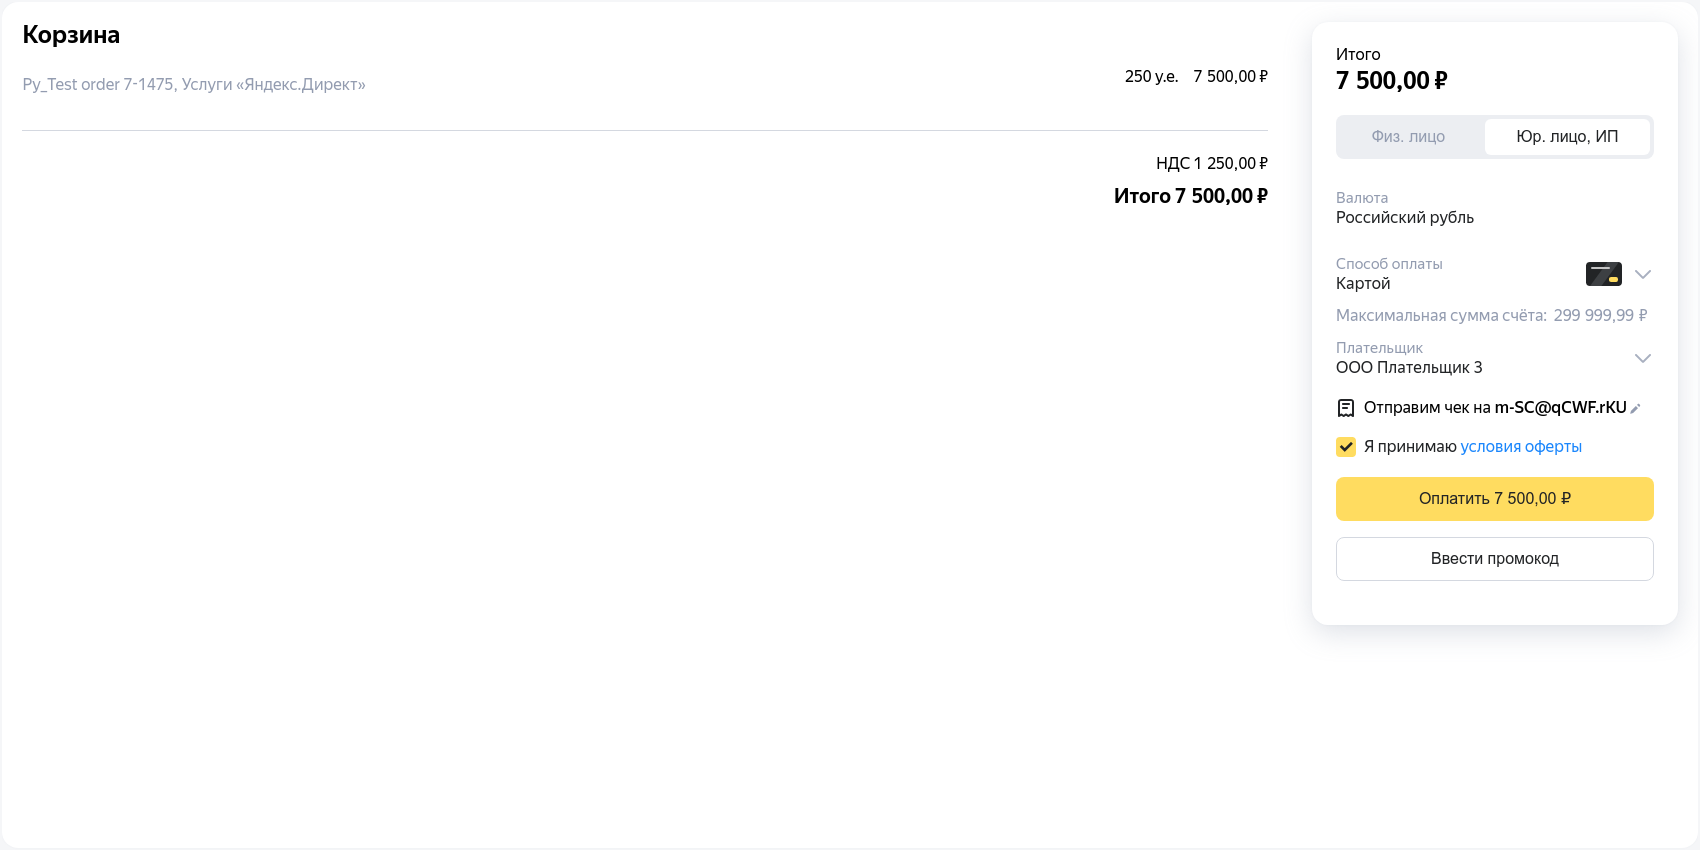 Корзина
Py_Test order 7-1475, Услуги «Яндекс.Директ»
250 у.е. 7 500,00 ₽
НДС 1 250,00 ₽
Итого 7 500,00 ₽
Итого
7 500,00 ₽
Физ. лицо
Юр. лицо, ИП
Валюта
Российский рубль
Способ оплаты
Картой
Максимальная сумма счёта: 299 999,99 ₽
Плательщик
ООО Плательщик 3
Отправим чек на m-SC@qCWF.rKU
Я принимаю условия оферты
Оплатить 7 500,00 ₽
Ввести промокод